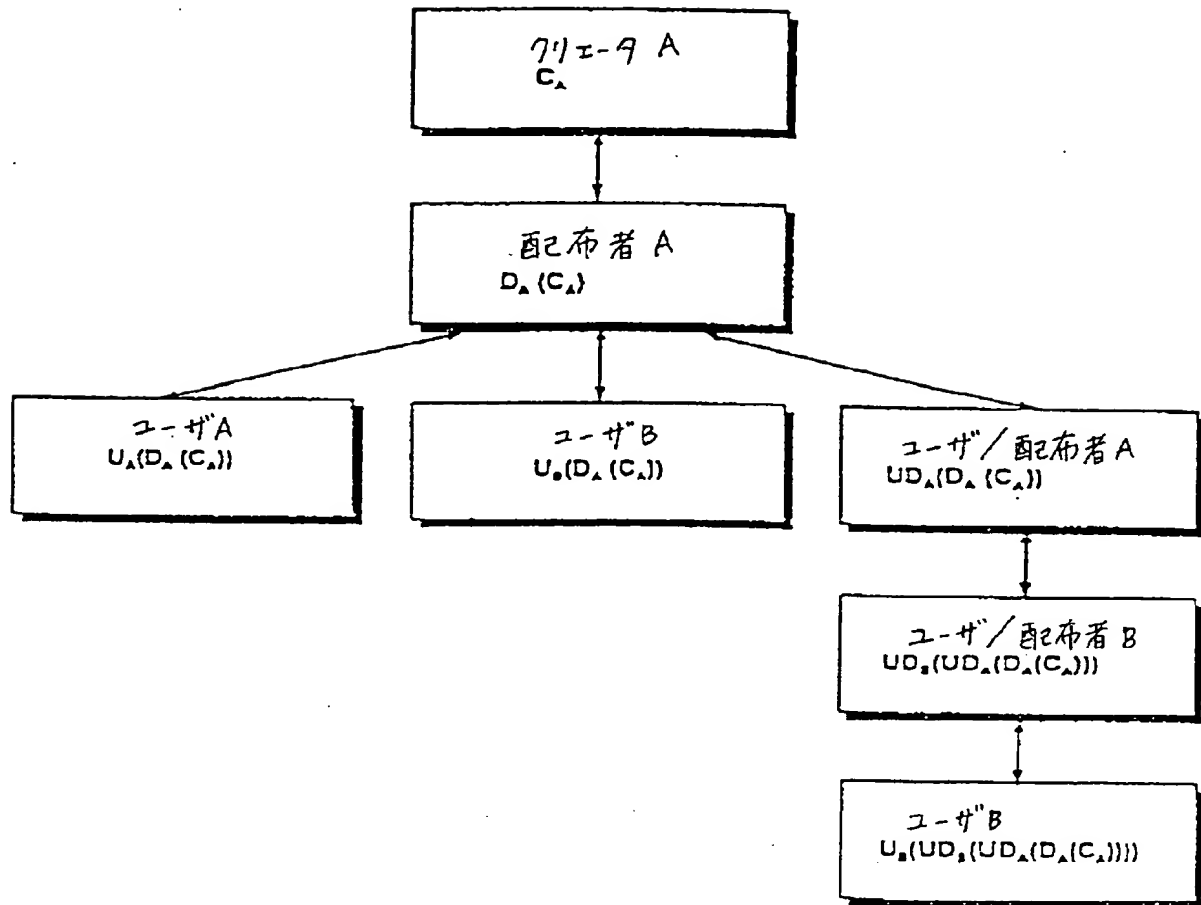 クリエータ A
C_A
配布者 A
D_A (C_A)
ユーザA
U_A(D_A (C_A))
ユーザB
U_B(D_A (C_A))
ユーザ/配布者A
UD_A(D_A (C_A))
ユーザ/配布者B
UD_B(UD_A(D_A(C_A)))
ユーザB
U_B(UD_B(UD_A(D_A(C_A))))